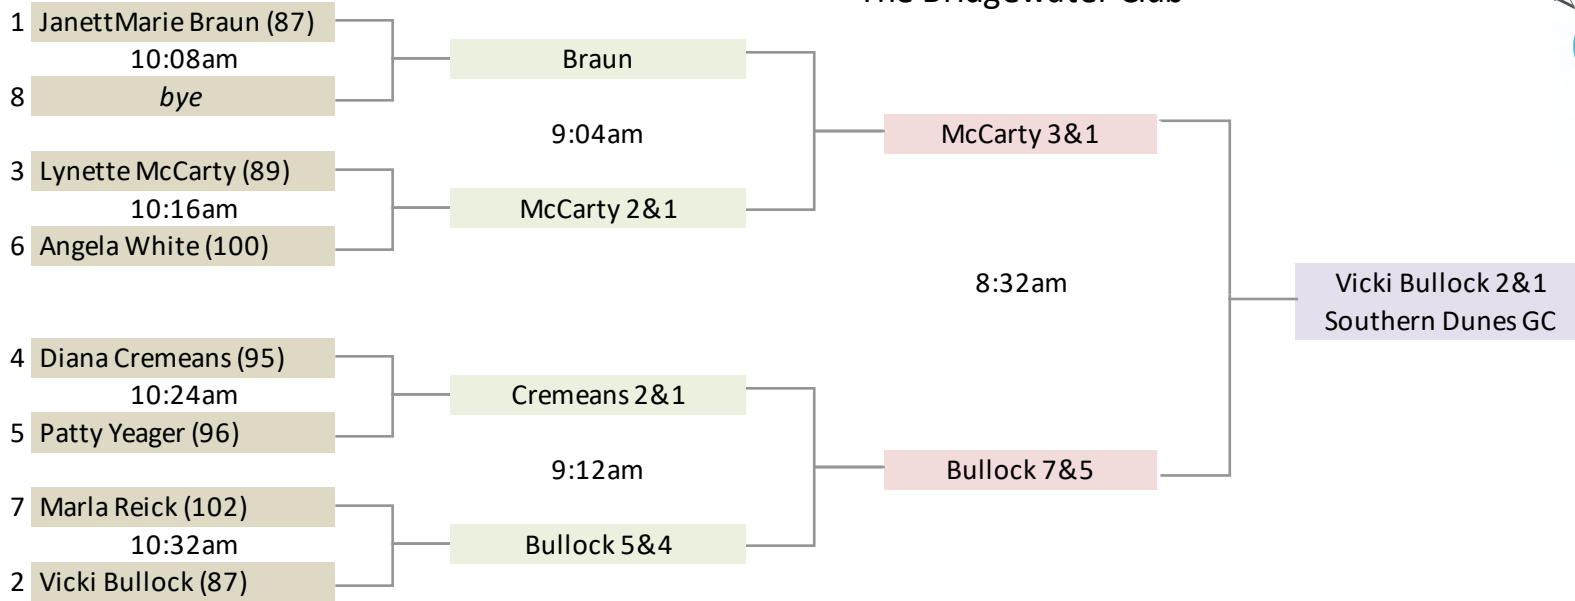 The Bridgewater Club
1 JanettMarie Braun (87)
10:08am
8 bye
Braun
9:04am
3 Lynette McCarty (89)
10:16am
6 Angela White (100)
McCarty 2&1
McCarty 3&1
8:32am
4 Diana Cremeans (95)
10:24am
5 Patty Yeager (96)
Cremeans 2&1
9:12am
7 Marla Reick (102)
10:32am
2 Vicki Bullock (87)
Bullock 5&4
Bullock 7&5
Vicki Bullock 2&1
Southern Dunes GC